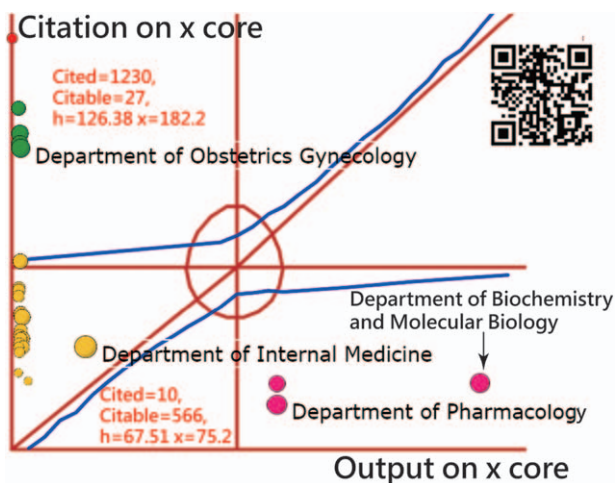 Citation on x core
Cited=1230,
Citable=27,
h=126.38 x=182.2
Department of Obstetrics Gynecology
Department of Biochemistry
and Molecular Biology
Department of Internal Medicine
Cited=10,
Citable=566,
h=67.51 x=75.2
Department of Pharmacology
Output on x core